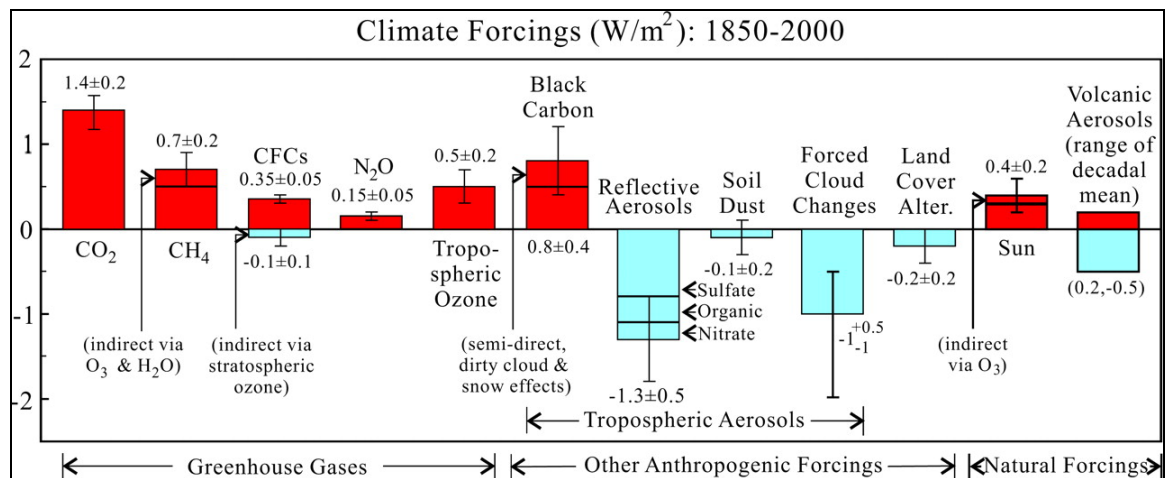 Climate Forcings (W/m²): 1850-2000
2
1
0
-1
-2
1.4±0.2
CO₂
0.7±0.2
CH₄
(indirect via
O₃ & H₂O)
CFCs
0.35±0.05
-0.1±0.1
(indirect via
stratospheric
ozone)
N₂O
0.15±0.05
0.5±0.2
Tropo-
spheric
Ozone
Black
Carbon
0.8±0.4
(semi-direct,
dirty cloud &
snow effects)
Reflective
Aerosols
Sulfate
Organic
Nitrate
-1.3±0.5
Soil
Dust
-0.1±0.2
Forced
Cloud
Changes
-1 +0.5 -1
Land
Cover
Alter.
-0.2±0.2
0.4±0.2
Sun
(indirect
via O₃)
Volcanic
Aerosols
(range of
decadal
mean)
(0.2,-0.5)
Tropospheric Aerosols
Greenhouse Gases
Other Anthropogenic Forcings
Natural Forcings